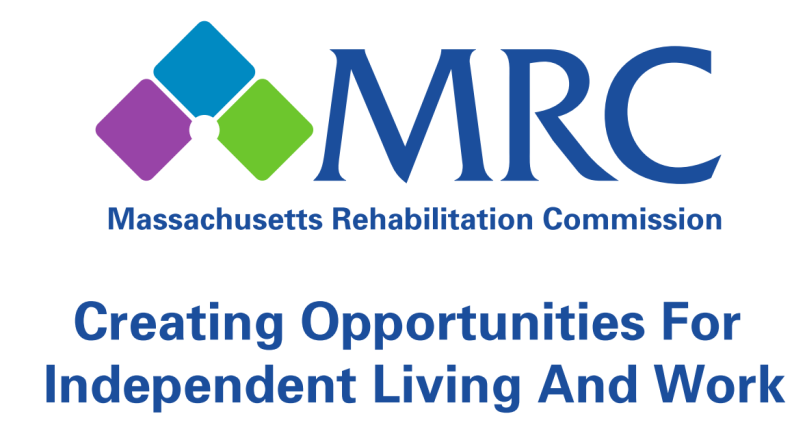 MRC
Massachusetts Rehabilitation Commission
Creating Opportunities For
Independent Living And Work